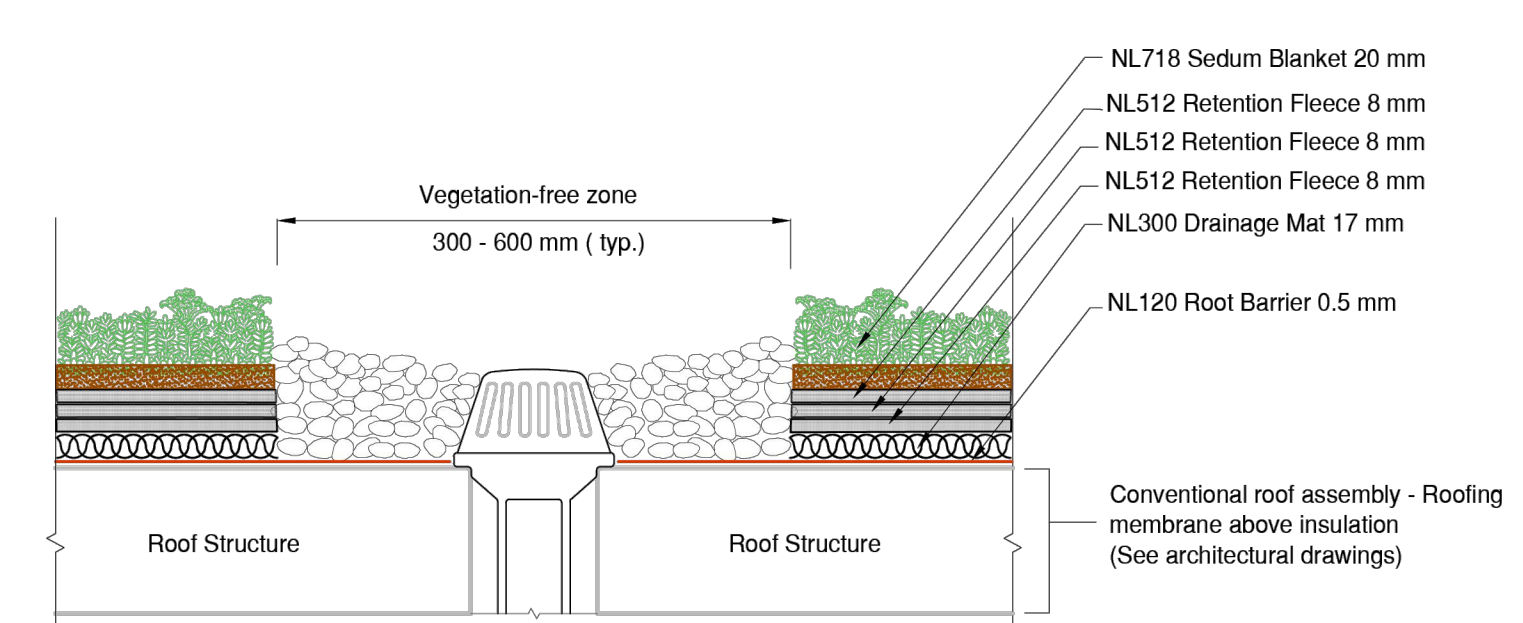 NL718 Sedum Blanket 20 mm
NL512 Retention Fleece 8 mm
NL512 Retention Fleece 8 mm
NL512 Retention Fleece 8 mm
NL300 Drainage Mat 17 mm
NL120 Root Barrier 0.5 mm
Vegetation-free zone
300 - 600 mm ( typ.)
Roof Structure
Roof Structure
Conventional roof assembly - Roofing
membrane above insulation
(See architectural drawings)